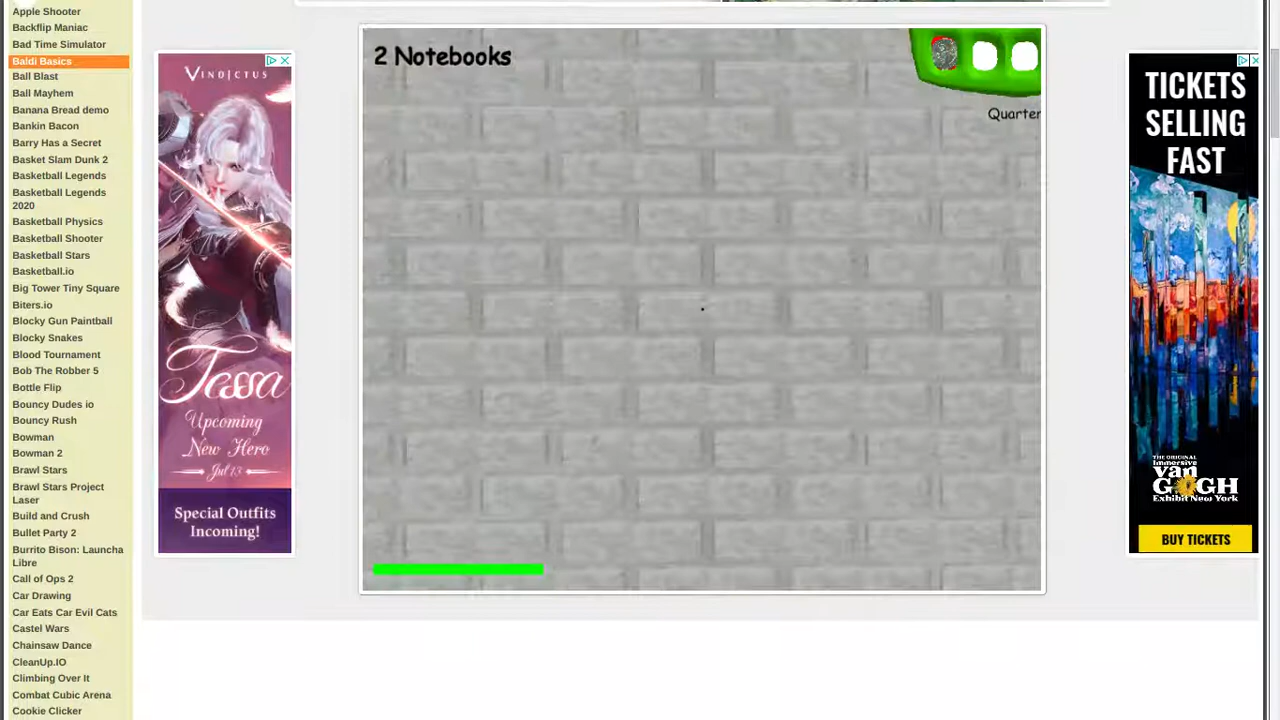 Apple Shooter
Backflip Maniac
Bad Time Simulator
Baldi Basics
Ball Blast
Ball Mayhem
Banana Bread demo
Bankin Bacon
Barry Has a Secret
Basket Slam Dunk 2
Basketball Legends
Basketball Legends
2020
Basketball Physics
Basketball Shooter
Basketball Stars
Basketball.io
Big Tower Tiny Square
Biters.io
Blocky Gun Paintball
Blocky Snakes
Blood Tournament
Bob The Robber 5
Bottle Flip
Bouncy Dudes io
Bouncy Rush
Bowman
Bowman 2
Brawl Stars
Brawl Stars Project
Laser
Build and Crush
Bullet Party 2
Burrito Bison: Launcha
Libre
Call of Ops 2
Car Drawing
Car Eats Car Evil Cats
Castel Wars
Chainsaw Dance
CleanUp.IO
Climbing Over It
Combat Cubic Arena
Cookie Clicker
VINDICTUS
Tessa
Upcoming
New Hero
Jul 13
Special Outfits
Incoming!
2 Notebooks
Quarter
TICKETS
SELLING
FAST
THE ORIGINAL
Immersive
van
GOGH
Exhibit New York
BUY TICKETS